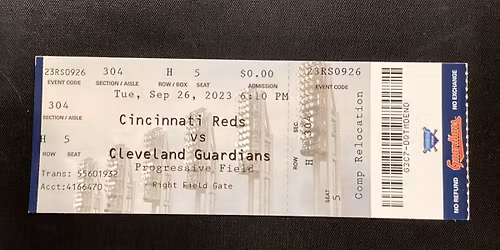 23RS0926 304 H 5 $0.00 23RS0926
EVENT CODE SECTION / AISLE ROW SEAT ADMISSION EVENT CODE
Tue, Sep 26, 2023 6:10 PM
304
SECTION / AISLE
H 5
ROW SEAT
Trans: 55601932
Acct:4166470
Cincinnati Reds
vs
Cleveland Guardians
Progressive Field
Right Field Gate
SEC. 304
ROW H
SEAT 5
Comp Relocation
NO REFUND
Guardians
NO EXCHANGE